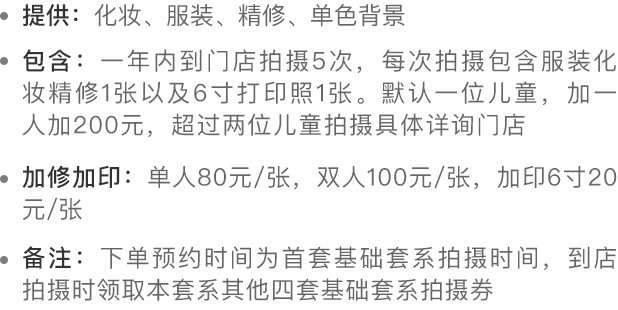 • 提供：化妆、服装、精修、单色背景
• 包含：一年内到门店拍摄5次，每次拍摄包含服装化
妆精修1张以及6寸打印照1张。默认一位儿童，加一
人加200元，超过两位儿童拍摄具体详询门店
• 加修加印：单人80元/张，双人100元/张，加印6寸20
元/张
• 备注：下单预约时间为首套基础套系拍摄时间，到店
拍摄时领取本套系其他四套基础套系拍摄券